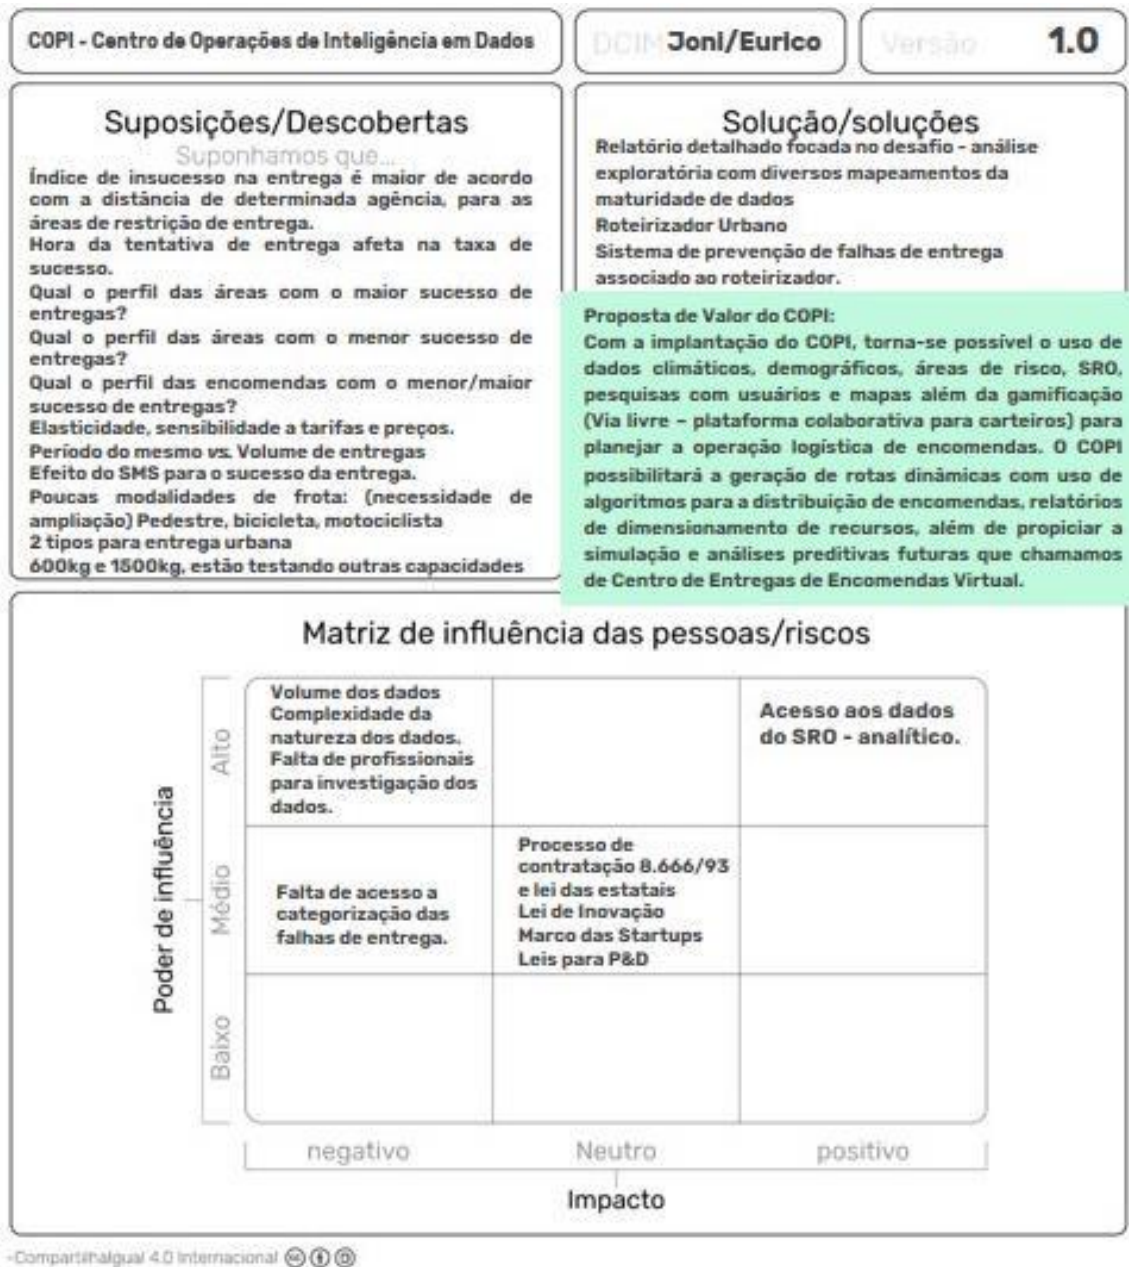 COPI - Centro de Operações de Inteligência em Dados
DCIM Joni/Eurico
Versão 1.0
Suposições/Descobertas
Suponhamos que...
Índice de insucesso na entrega é maior de acordo
com a distância de determinada agência, para as
áreas de restrição de entrega.
Hora da tentativa de entrega afeta na taxa de
sucesso.
Qual o perfil das áreas com o maior sucesso de
entregas?
Qual o perfil das áreas com o menor sucesso de
entregas?
Qual o perfil das encomendas com o menor/maior
sucesso de entregas?
Elasticidade, sensibilidade a tarifas e preços.
Período do mesmo vs. Volume de entregas
Efeito do SMS para o sucesso da entrega.
Poucas modalidades de frota: (necessidade de
ampliação) Pedestre, bicicleta, motociclista
2 tipos para entrega urbana
600kg e 1500kg, estão testando outras capacidades
Solução/soluções
Relatório detalhado focada no desafio - análise
exploratória com diversos mapeamentos da
maturidade de dados
Roteirizador Urbano
Sistema de prevenção de falhas de entrega
associado ao roteirizador.
Proposta de Valor do COPI:
Com a implantação do COPI, torna-se possível o uso de
dados climáticos, demográficos, áreas de risco, SRO,
pesquisas com usuários e mapas além da gamificação
(Via livre – plataforma colaborativa para carteiros) para
planejar a operação logística de encomendas. O COPI
possibilitará a geração de rotas dinâmicas com uso de
algoritmos para a distribuição de encomendas, relatórios
de dimensionamento de recursos, além de propiciar a
simulação e análises preditivas futuras que chamamos
de Centro de Entregas de Encomendas Virtual.
Matriz de influência das pessoas/riscos
Poder de influência
Alto
Volume dos dados
Complexidade da
natureza dos dados.
Falta de profissionais
para investigação dos
dados.
Acesso aos dados
do SRO - analítico.
Médio
Falta de acesso a
categorização das
falhas de entrega.
Processo de
contratação 8.666/93
e lei das estatais
Lei de Inovação
Marco das Startups
Leis para P&D
Baixo
negativo
Neutro
positivo
Impacto
-CompartilhaIgual 4.0 Internacional